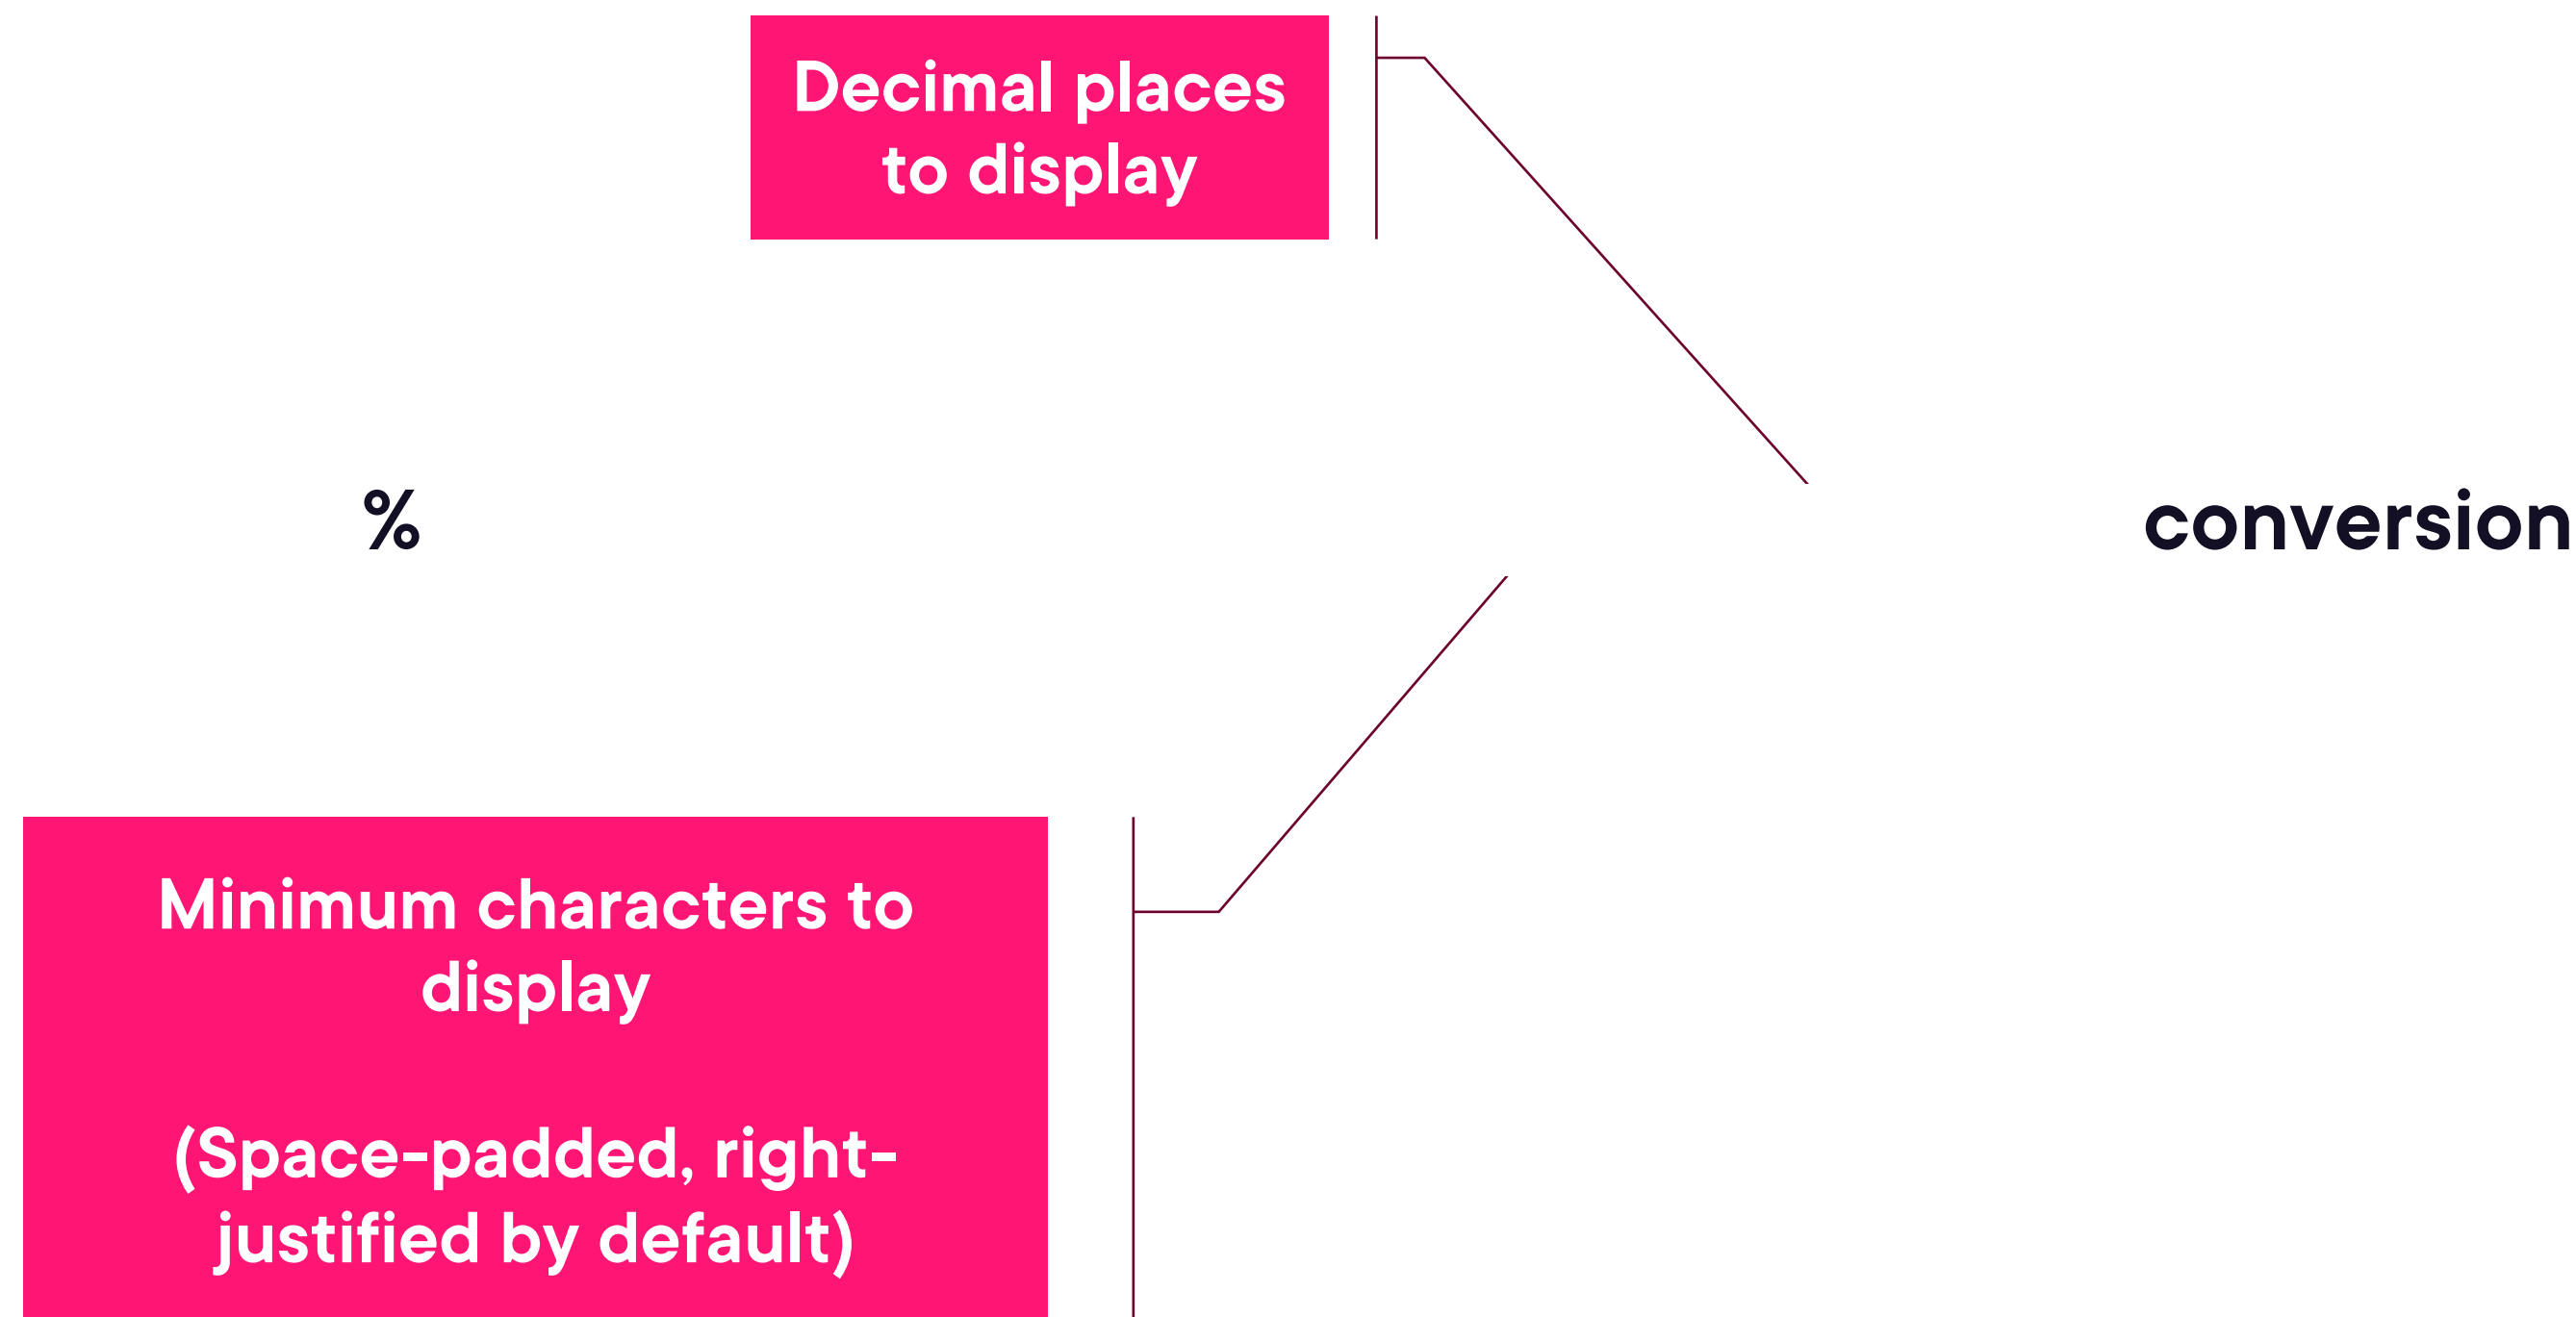 Decimal places
to display
%
conversion
Minimum characters to
display
(Space-padded, right-
justified by default)